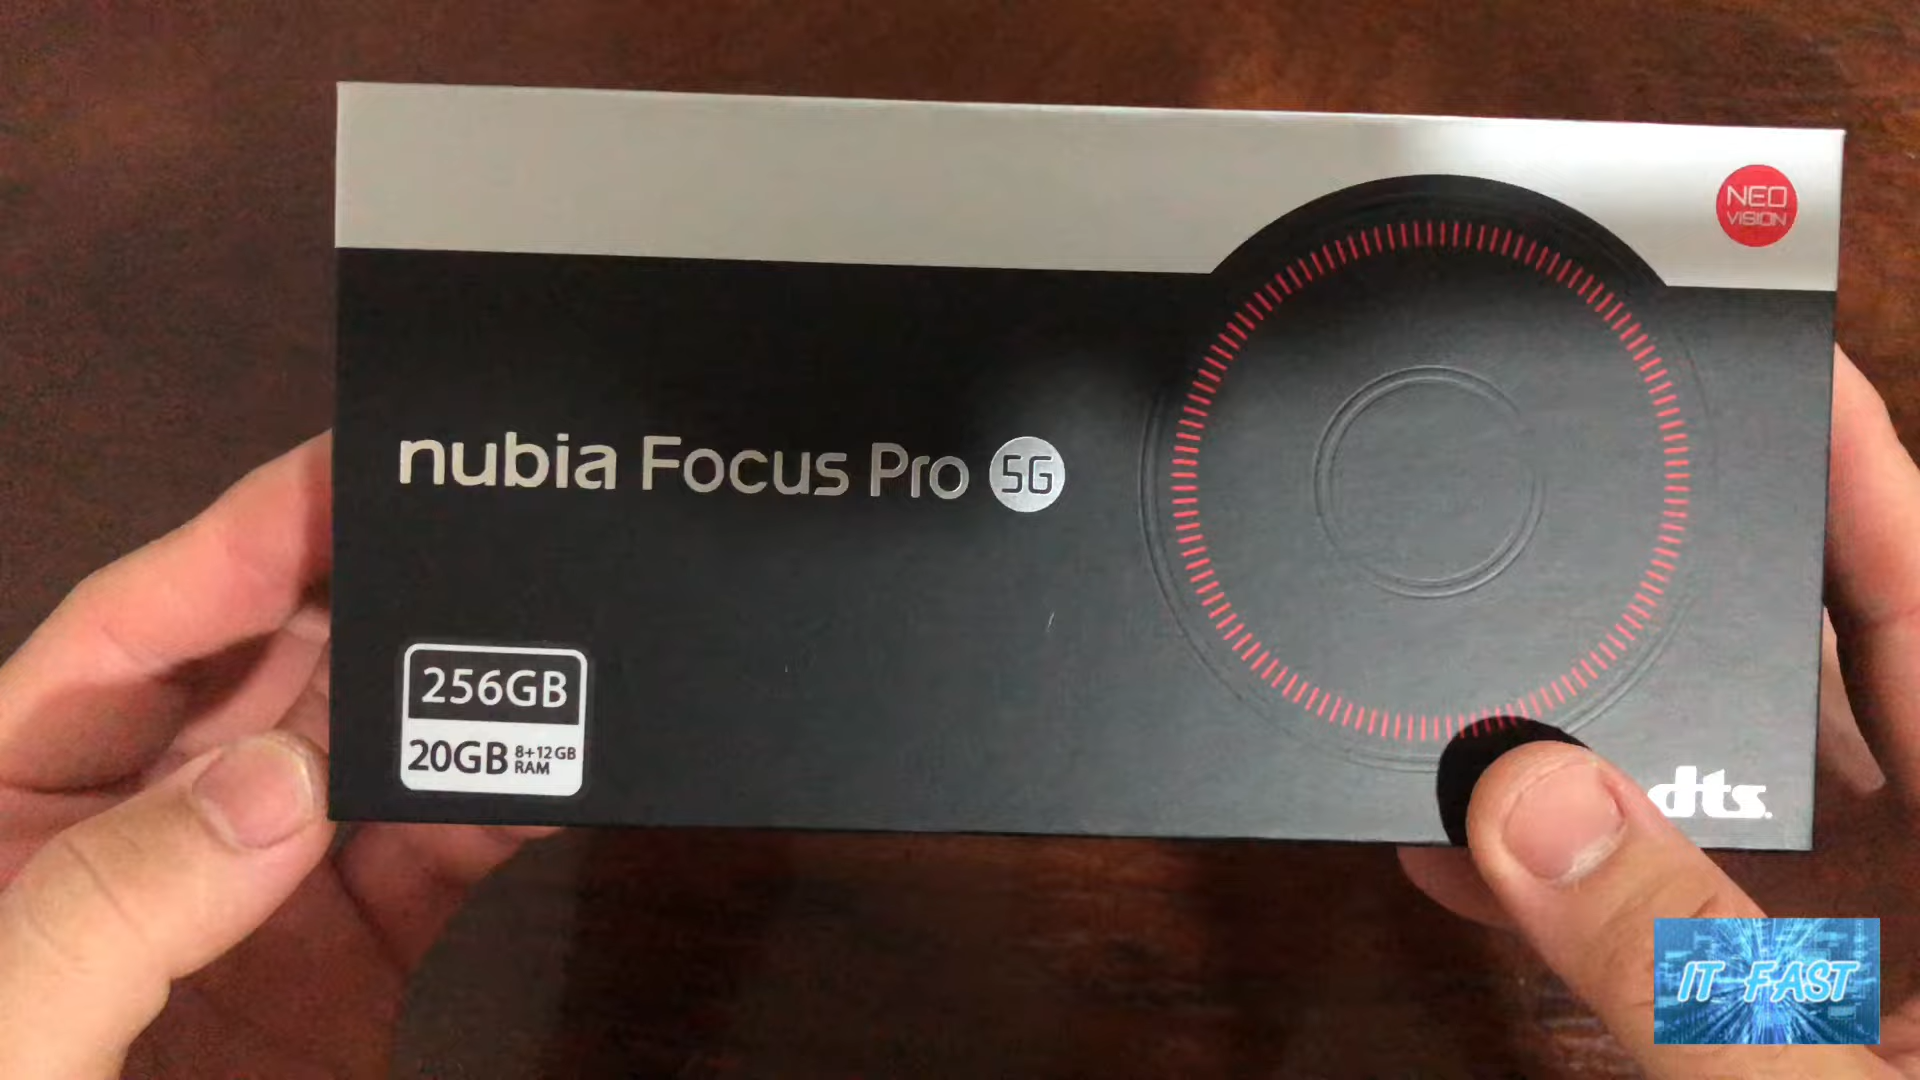 NEO
VISION
nubia Focus Pro 5G
256GB
20GB 8+12GB
RAM
dts
IT FAST